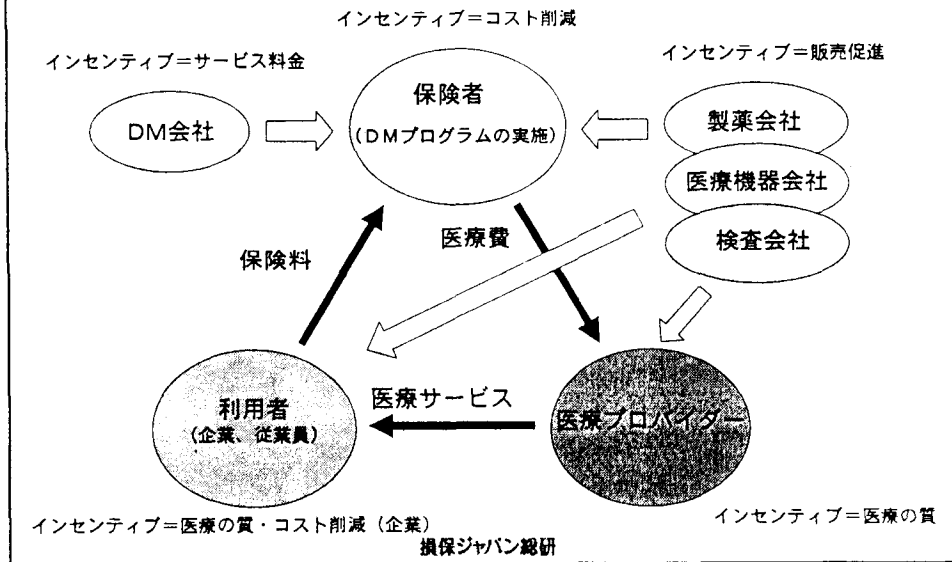 インセンティブ＝コスト削減
インセンティブ＝サービス料金
インセンティブ＝販売促進
保険者
(ＤＭプログラムの実施)
DM会社
製薬会社
医療機器会社
検査会社
保険料
医療費
利用者
(企業、従業員)
医療サービス
医療プロバイダー
インセンティブ＝医療の質・コスト削減（企業）
インセンティブ＝医療の質
損保ジャパン総研